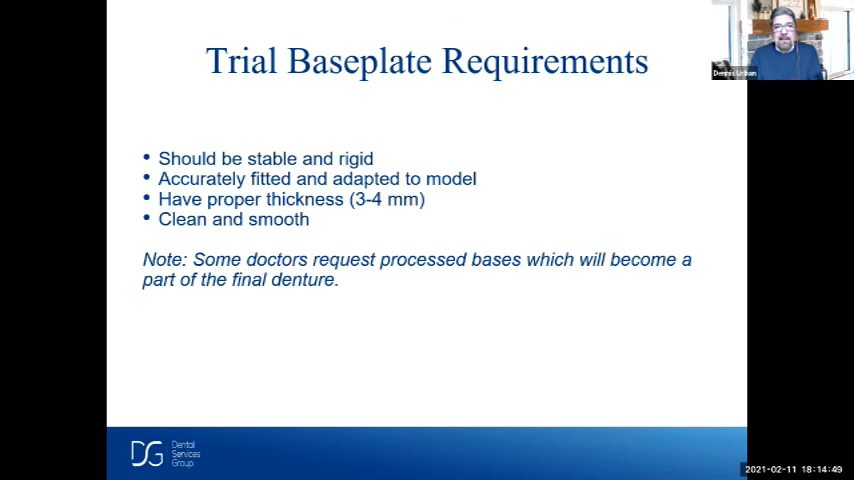 Trial Baseplate Requirements
Dennis Urban
• Should be stable and rigid
• Accurately fitted and adapted to model
• Have proper thickness (3-4 mm)
• Clean and smooth
Note: Some doctors request processed bases which will become a
part of the final denture.
DG
Dental
Services
Group
2021-02-11 18:14:49